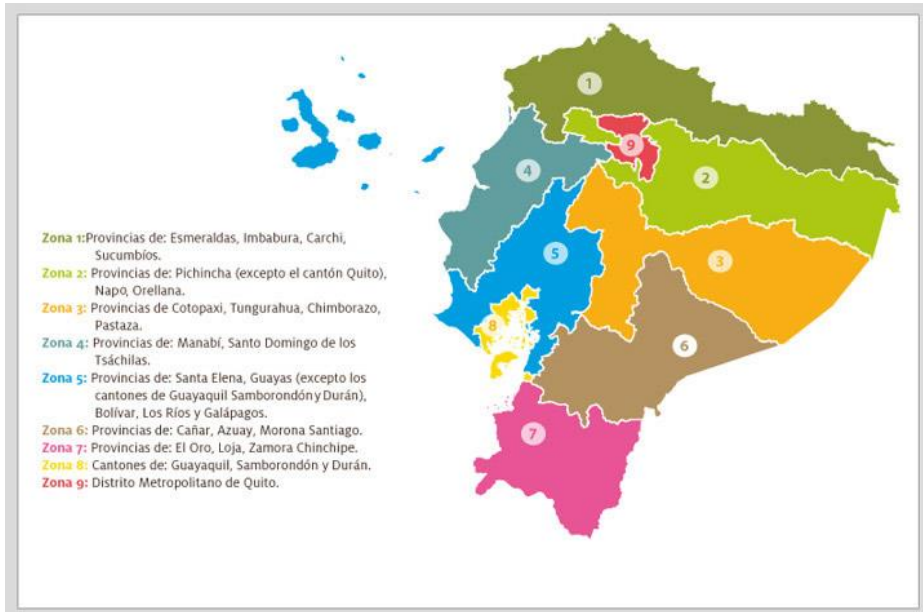 1
9
2
4
3
5
8
6
7
Zona 1:Provincias de: Esmeraldas, Imbabura, Carchi,
Sucumbíos.
Zona 2: Provincias de: Pichincha (excepto el cantón Quito),
Napo, Orellana.
Zona 3: Provincias de Cotopaxi, Tungurahua, Chimborazo,
Pastaza.
Zona 4: Provincias de: Manabí, Santo Domingo de los
Tsáchilas.
Zona 5: Provincias de: Santa Elena, Guayas (excepto los
cantones de Guayaquil Samborondón y Durán),
Bolívar, Los Ríos y Galápagos.
Zona 6: Provincias de: Cañar, Azuay, Morona Santiago.
Zona 7: Provincias de: El Oro, Loja, Zamora Chinchipe.
Zona 8: Cantones de: Guayaquil, Samborondón y Durán.
Zona 9: Distrito Metropolitano de Quito.